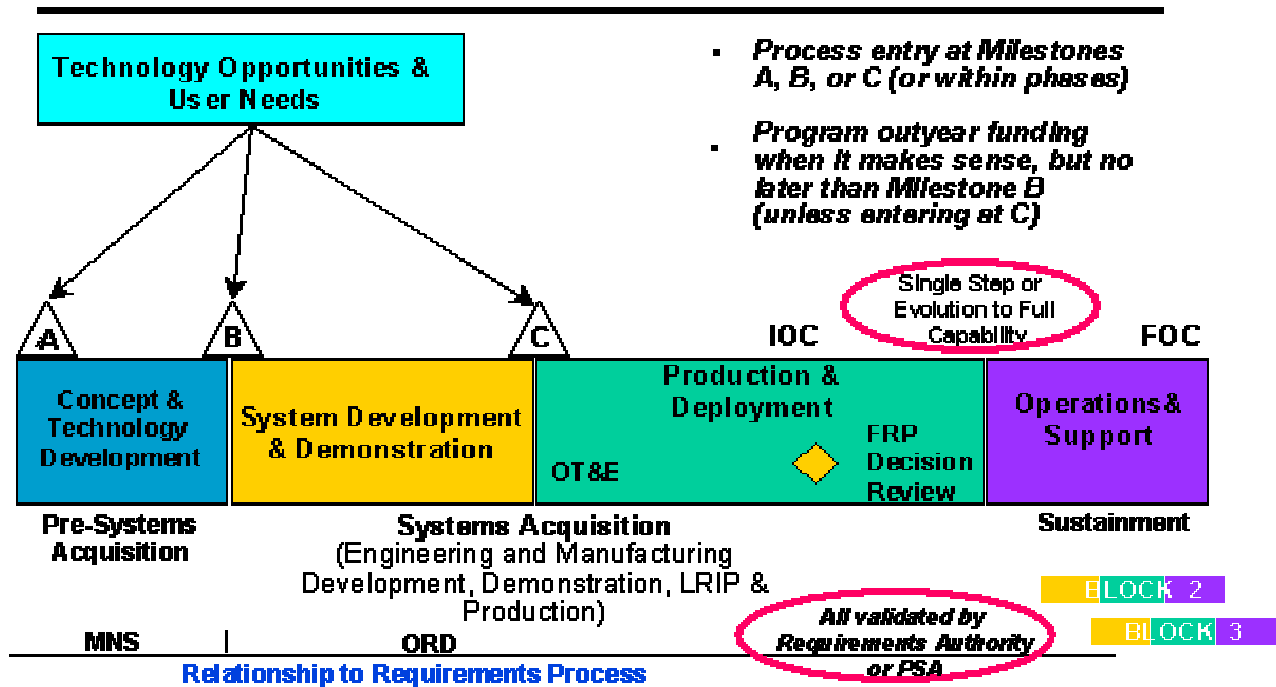 Technology Opportunities &
User Needs
▪ Process entry at Milestones
A, B, or C (or within phases)
▪ Program outyear funding
when it makes sense, but no
later than Milestone B
(unless entering at C)
Single Step or
Evolution to Full
Capability
A
B
C
IOC
FOC
Concept &
Technology
Development
System Development
& Demonstration
Production &
Deployment
OT&E
FRP
Decision
Review
Operations&
Support
Pre-Systems
Acquisition
Systems Acquisition
(Engineering and Manufacturing
Development, Demonstration, LRIP &
Production)
Sustainment
BLOCK 2
BLOCK 3
All validated by
Requirements Authority
or PSA
MNS
ORD
Relationship to Requirements Process